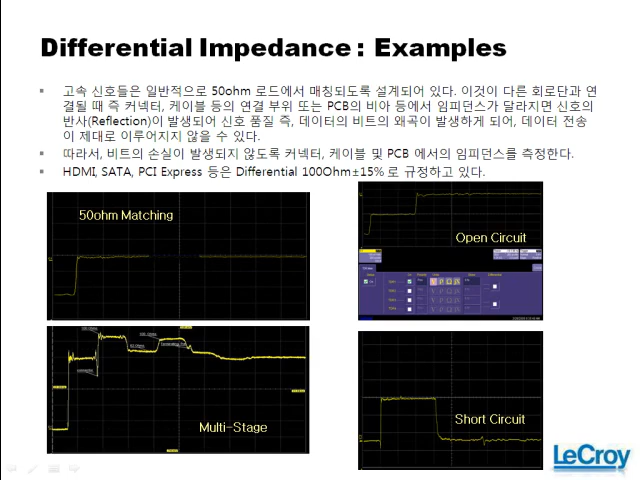 Differential Impedance : Examples
고속 신호들은 일반적으로 50ohm 로드에서 매칭되도록 설계되어 있다. 이것이 다른 회로단과 연
결될 때 즉 커넥터, 케이블 등의 연결 부위 또는 PCB의 비아 등에서 임피던스가 달라지면 신호의
반사(Reflection)이 발생되어 신호 품질 즉, 데이터의 비트의 왜곡이 발생하게 되어, 데이터 전송
이 제대로 이루어지지 않을 수 있다.
따라서, 비트의 손실이 발생되지 않도록 커넥터, 케이블 및 PCB 에서의 임피던스를 측정한다.
HDMI, SATA, PCI Express 등은 Differential 100Ohm±15% 로 규정하고 있다.
50ohm Matching
Open Circuit
Multi-Stage
Short Circuit
LeCroy